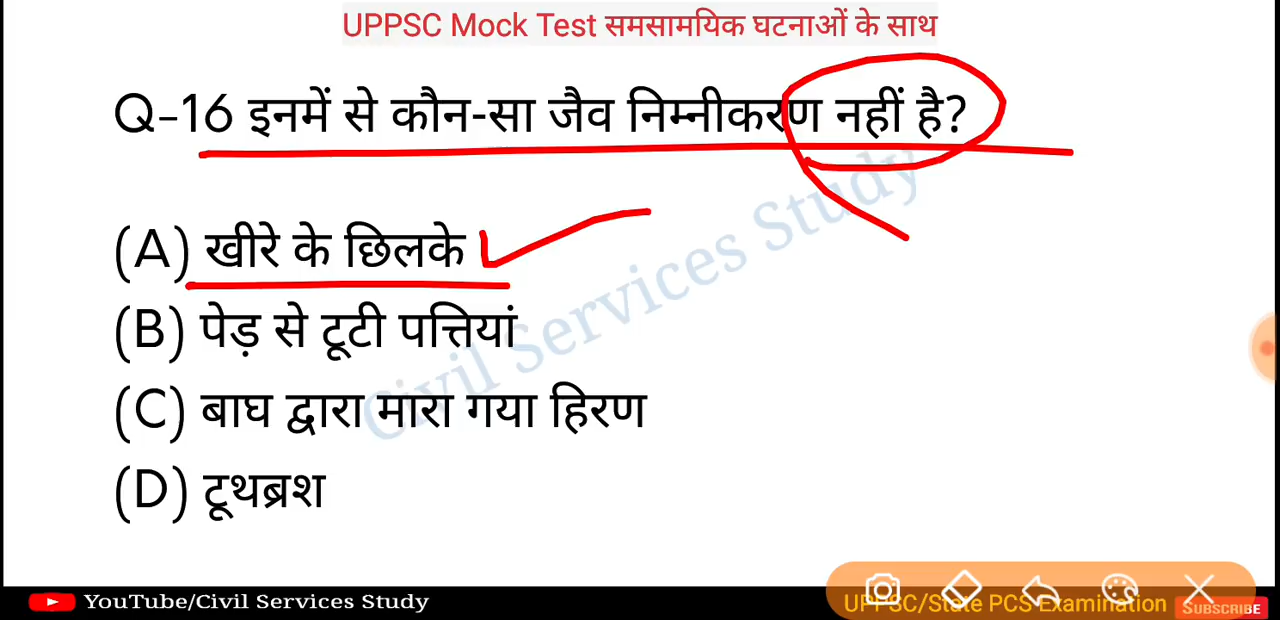 UPPSC Mock Test समसामयिक घटनाओं के साथ
Q-16 इनमें से कौन-सा जैव निम्नीकरण नहीं है?
(A) खीरे के छिलके
(B) पेड़ से टूटी पत्तियां
(C) बाघ द्वारा मारा गया हिरण
(D) टूथब्रश
Civil Services Study
YouTube/Civil Services Study
UPPSC/State PCS Examination
SUBSCRIBE